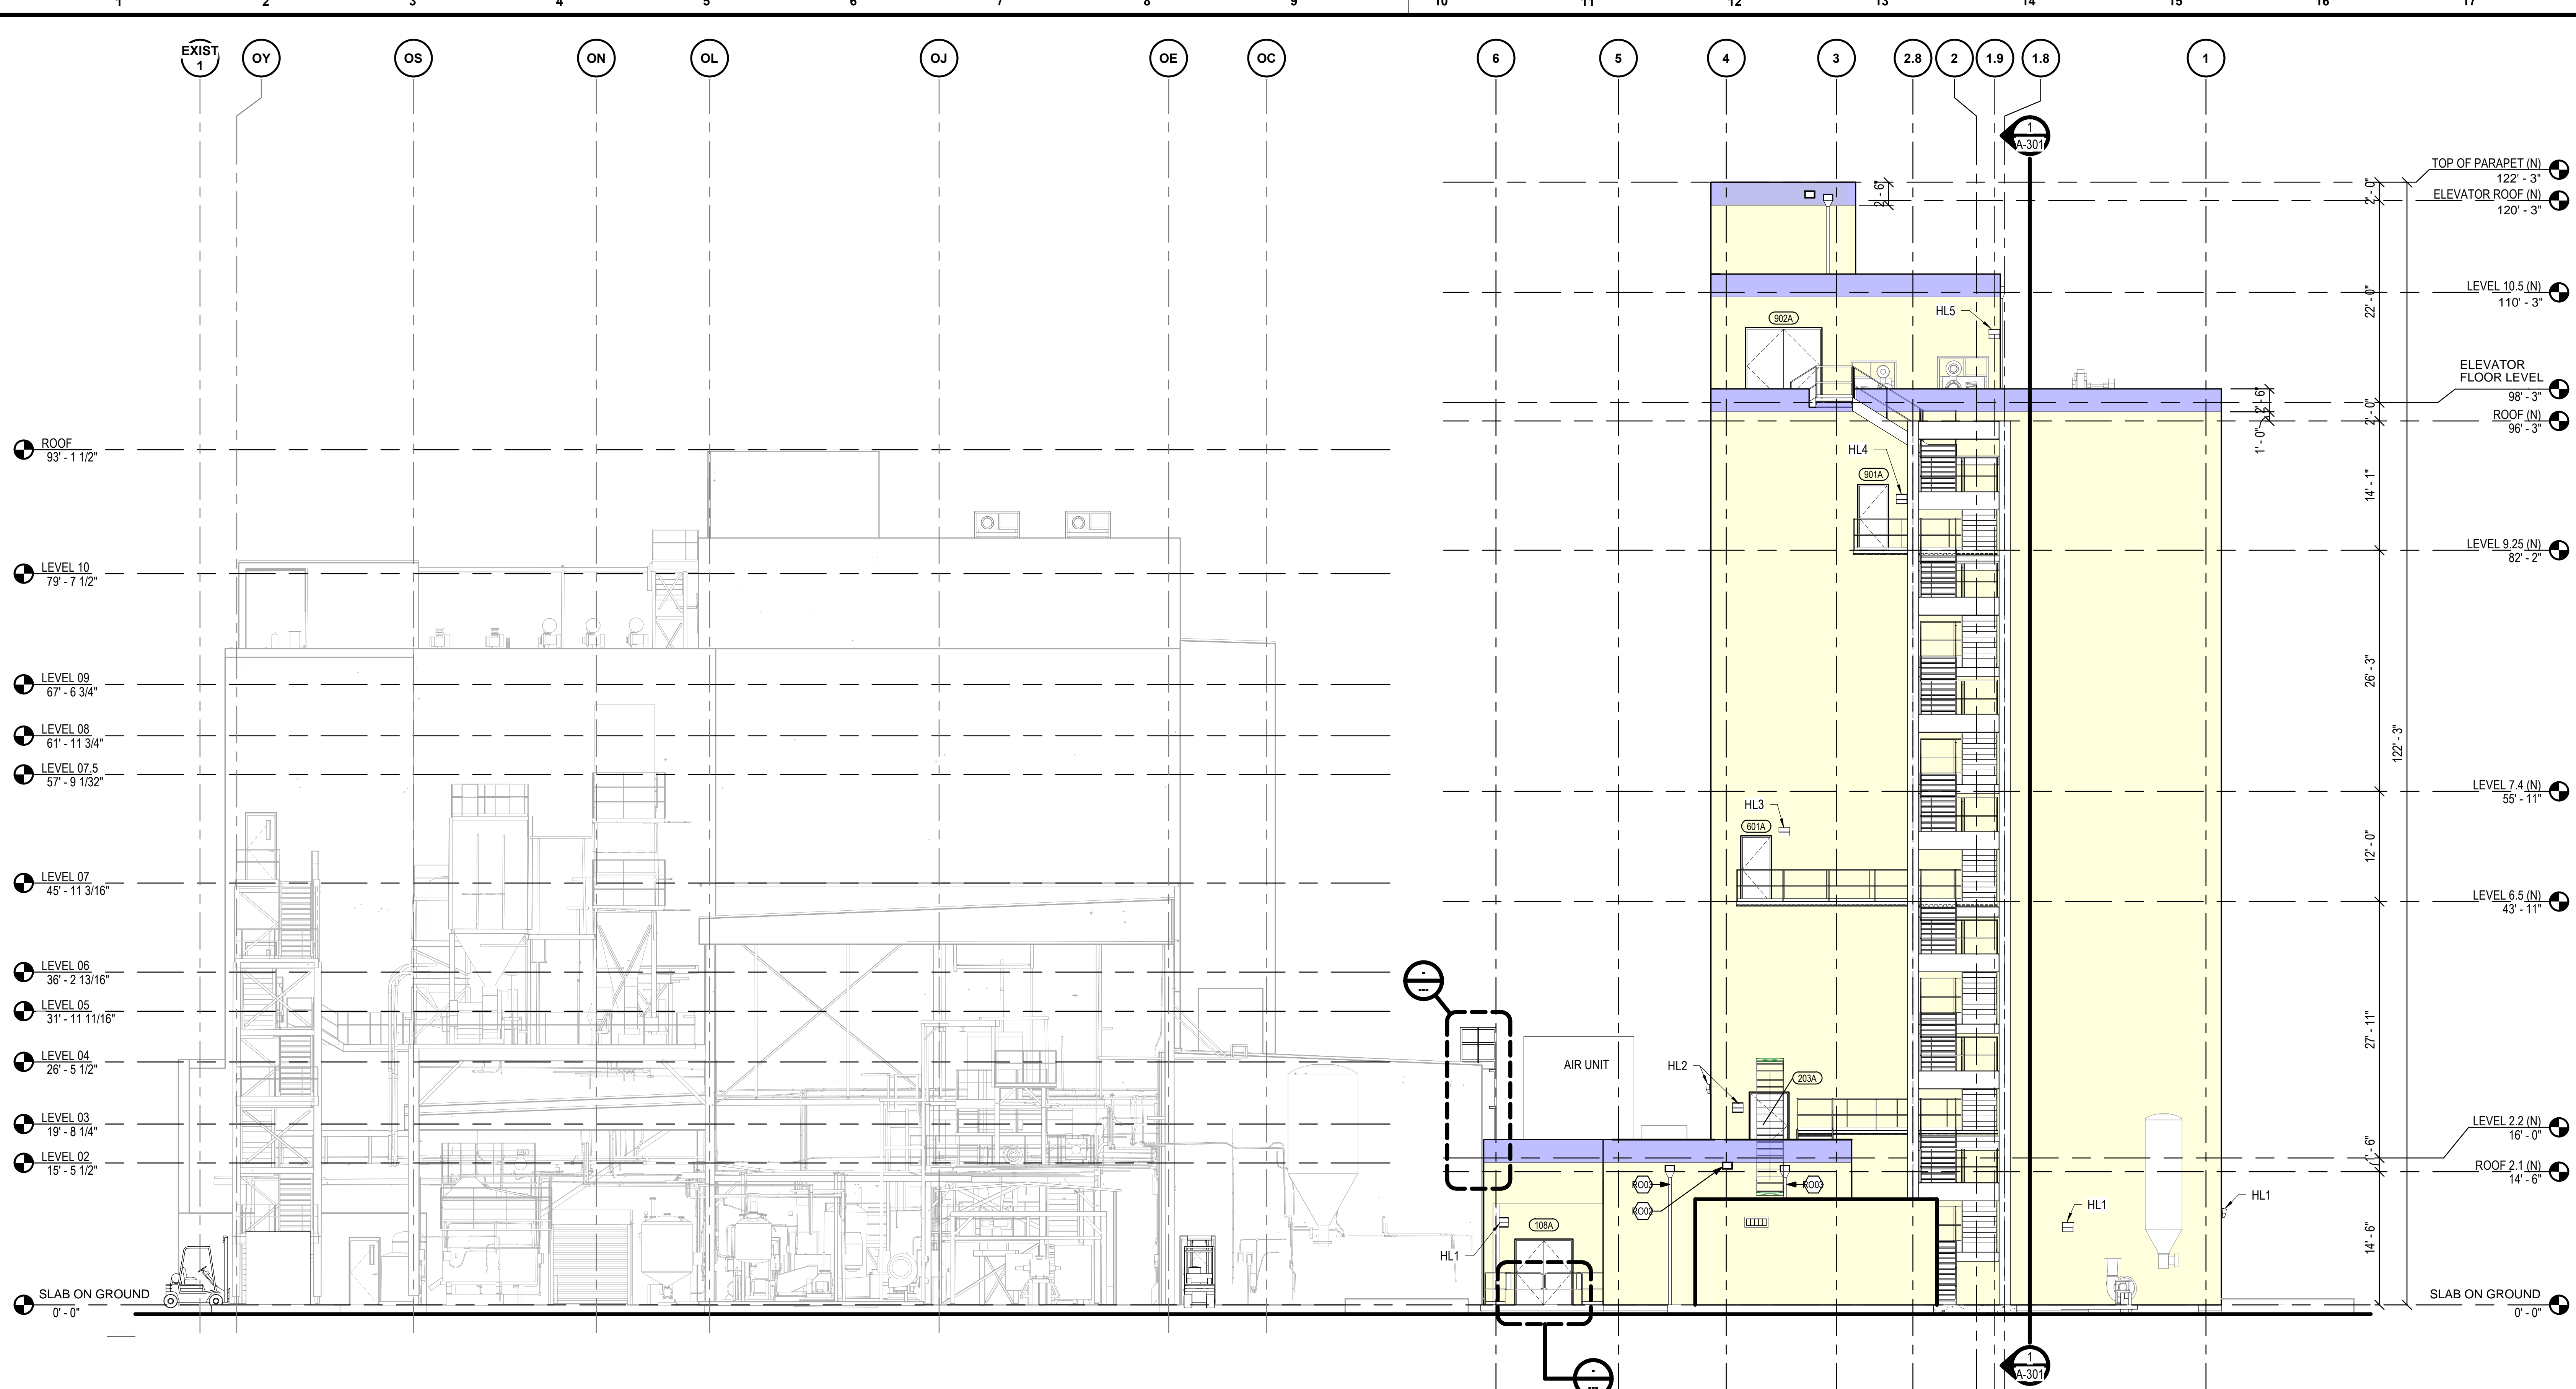 1 2 3 4 5 6 7 8 9 10 11 12 13 14 15 16 17
EXIST
1
OY
OS
ON
OL
OJ
OE
OC
6
5
4
3
2.8
2
1.9
1.8
1
1
A-301
TOP OF PARAPET (N)
122' - 3"
ELEVATOR ROOF (N)
120' - 3"
LEVEL 10.5 (N)
110' - 3"
ELEVATOR
FLOOR LEVEL
98' - 3"
ROOF (N)
96' - 3"
LEVEL 9.25 (N)
82' - 2"
LEVEL 7.4 (N)
55' - 11"
LEVEL 6.5 (N)
43' - 11"
LEVEL 2.2 (N)
16' - 0"
ROOF 2.1 (N)
14' - 6"
SLAB ON GROUND
0' - 0"
ROOF
93' - 1 1/2"
LEVEL 10
79' - 7 1/2"
LEVEL 09
67' - 6 3/4"
LEVEL 08
61' - 11 3/4"
LEVEL 07.5
57' - 9 1/32"
LEVEL 07
45' - 11 3/16"
LEVEL 06
36' - 2 13/16"
LEVEL 05
31' - 11 11/16"
LEVEL 04
26' - 5 1/2"
LEVEL 03
19' - 8 1/4"
LEVEL 02
15' - 5 1/2"
SLAB ON GROUND
0' - 0"
2' - 6"
2' - 0"
22' - 0"
2' - 6"
2' - 0"
1' - 0"
14' - 1"
26' - 3"
122' - 3"
12' - 0"
27' - 11"
1' - 6"
14' - 6"
902A
HL5
HL4
901A
HL3
601A
AIR UNIT
HL2
203A
RO03
RO03
RO02
HL1
108A
HL1
HL1
-
---
-
---
1
A-301